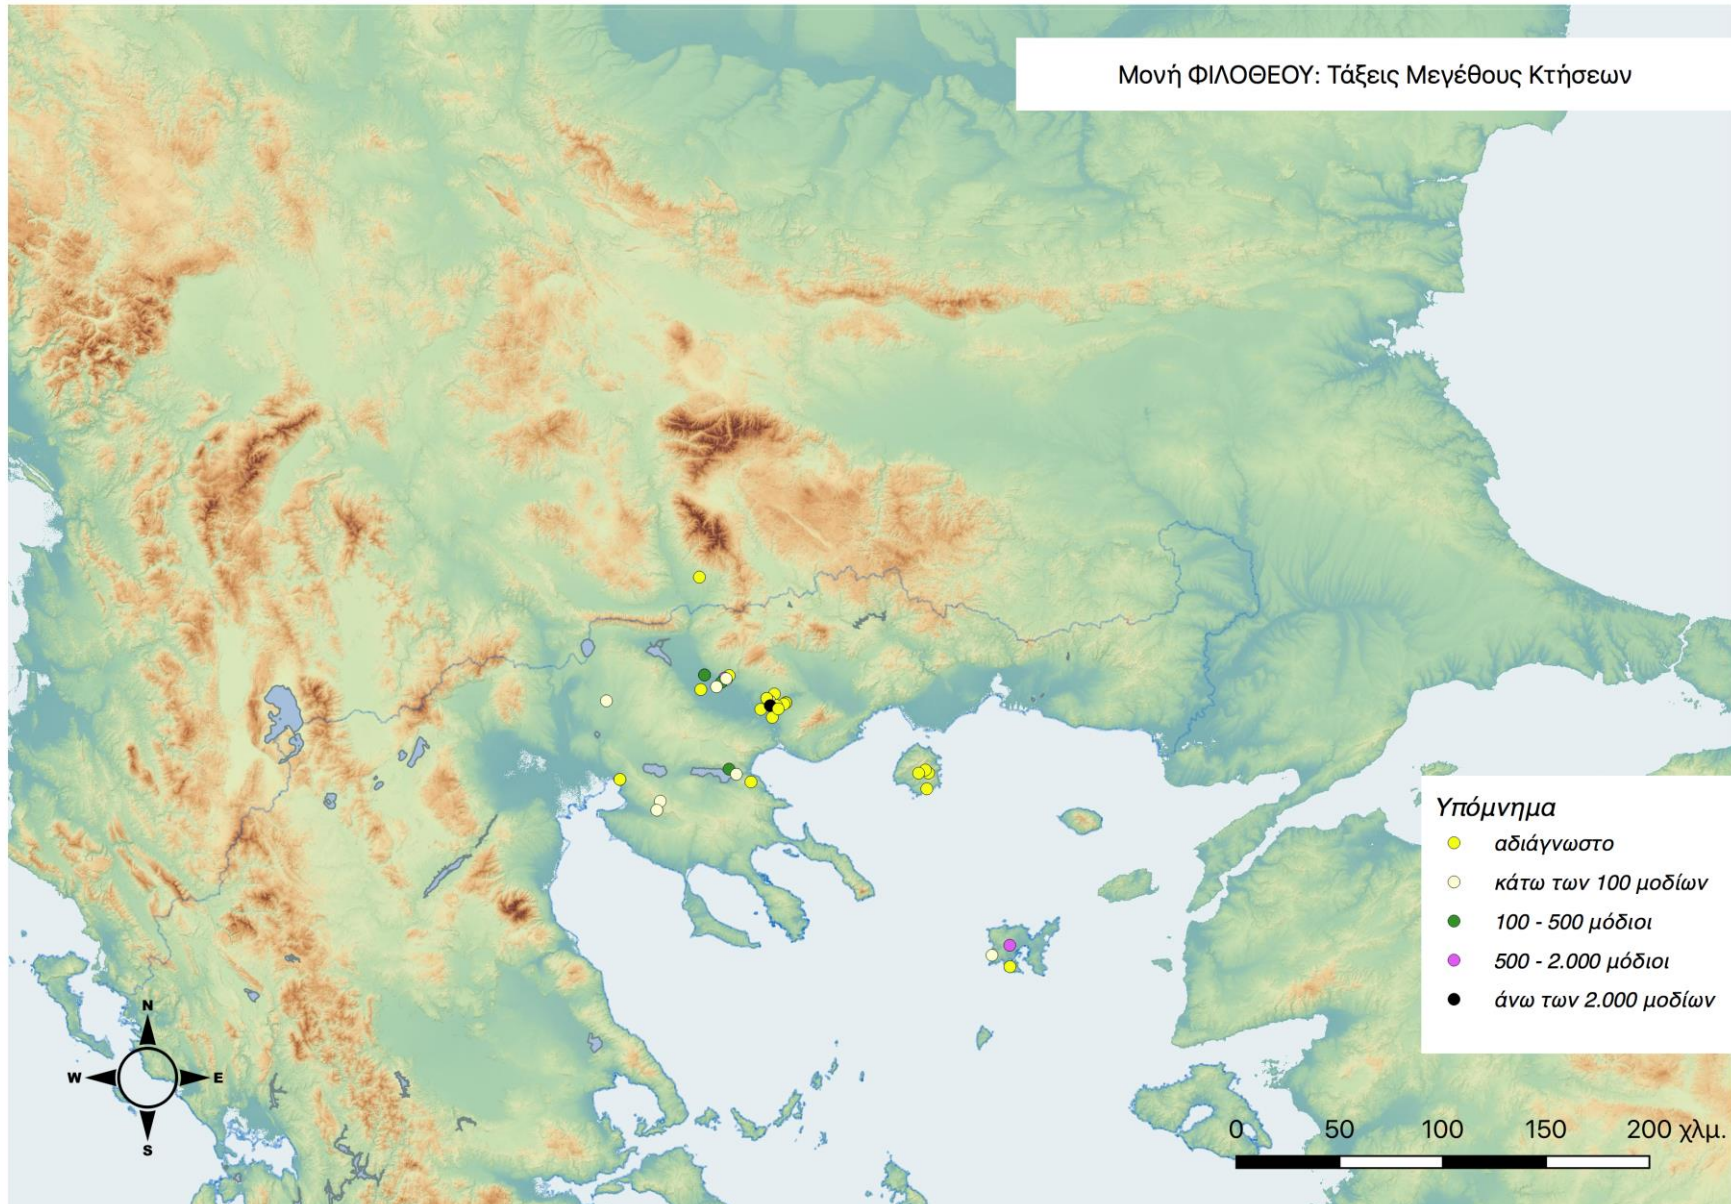 Μονή ΦΙΛΟΘΕΟΥ: Τάξεις Μεγέθους Κτήσεων
Υπόμνημα
αδιάγνωστο
κάτω των 100 μοδίων
100 - 500 μόδιοι
500 - 2.000 μόδιοι
άνω των 2.000 μοδίων
N
W E
S
0 50 100 150 200 χλμ.